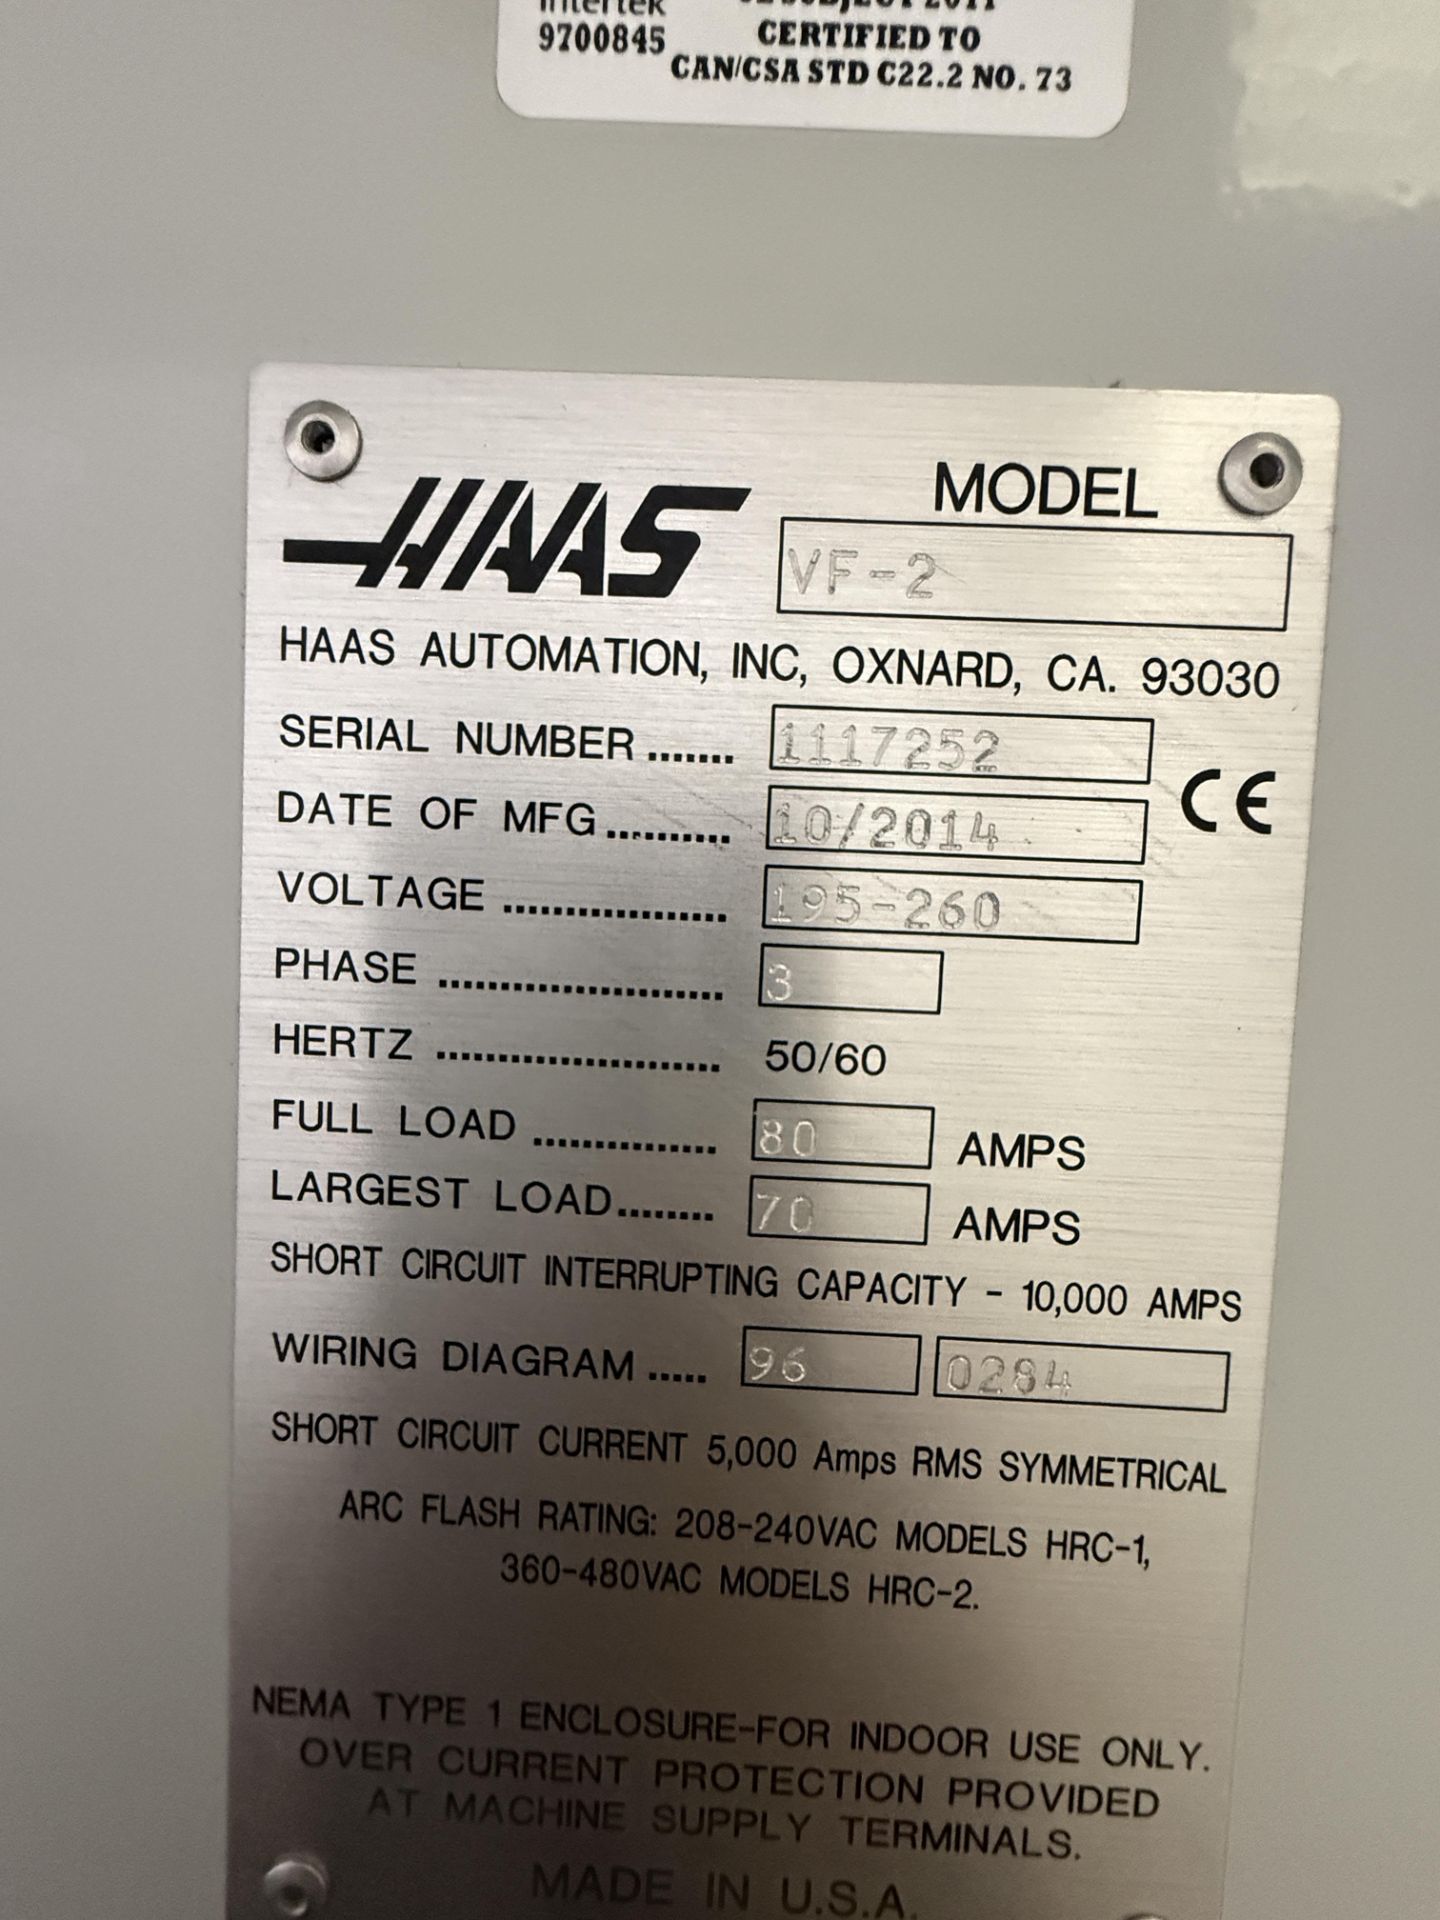 Intertek
9700845
CERTIFIED TO
CAN/CSA STD C22.2 NO. 73
HAAS
MODEL
VF-2
HAAS AUTOMATION, INC, OXNARD, CA. 93030
SERIAL NUMBER ....... 1117252
CE
DATE OF MFG .......... 10/2014
VOLTAGE .................. 195-260
PHASE ....................... 3
HERTZ ....................... 50/60
FULL LOAD ............... 80 AMPS
LARGEST LOAD ........ 70 AMPS
SHORT CIRCUIT INTERRUPTING CAPACITY - 10,000 AMPS
WIRING DIAGRAM ..... 96 0284
SHORT CIRCUIT CURRENT 5,000 Amps RMS SYMMETRICAL
ARC FLASH RATING: 208-240VAC MODELS HRC-1,
360-480VAC MODELS HRC-2.
NEMA TYPE 1 ENCLOSURE-FOR INDOOR USE ONLY.
OVER CURRENT PROTECTION PROVIDED
AT MACHINE SUPPLY TERMINALS.
MADE IN U.S.A.